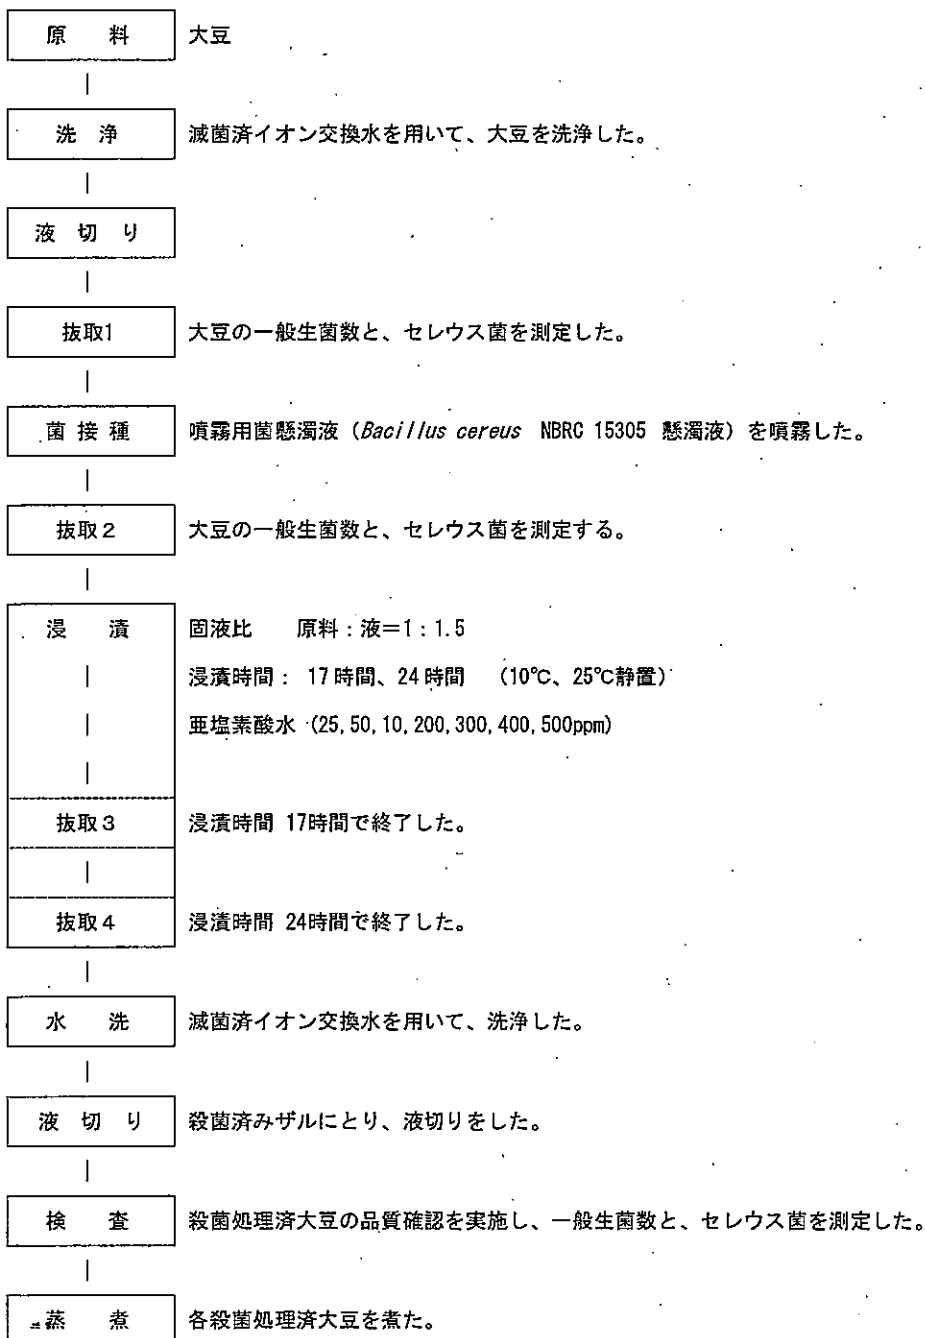 原　料　大豆
洗　浄　滅菌済イオン交換水を用いて、大豆を洗浄した。
液 切 り
抜取1　大豆の一般生菌数と、セレウス菌を測定した。
菌 接 種　噴霧用菌懸濁液（Bacillus cereus NBRC 15305 懸濁液）を噴霧した。
抜取２　大豆の一般生菌数と、セレウス菌を測定する。
浸　漬　固液比　原料：液＝1：1.5
浸漬時間： 17時間、24時間　（10℃、25℃静置）
亜塩素酸水 (25, 50, 10, 200, 300, 400, 500ppm)
抜取３　浸漬時間 17時間で終了した。
抜取４　浸漬時間 24時間で終了した。
水　洗　滅菌済イオン交換水を用いて、洗浄した。
液 切 り　殺菌済みザルにとり、液切りをした。
検　査　殺菌処理済大豆の品質確認を実施し、一般生菌数と、セレウス菌を測定した。
蒸　煮　各殺菌処理済大豆を煮た。